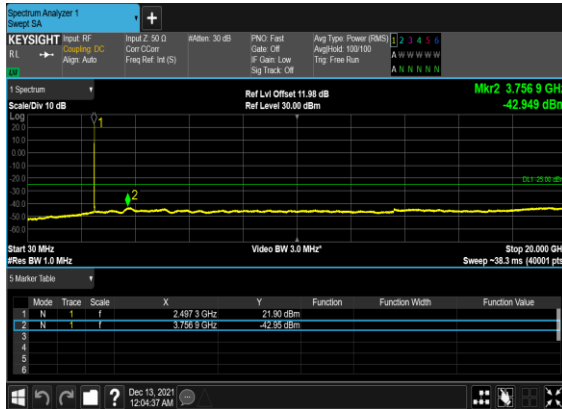 Spectrum Analyzer 1
Swept SA
+
KEYSIGHT Input: RF Input Z: 50 Ω #Atten: 30 dB PNO: Fast Avg Type: Power (RMS) 1 2 3 4 5 6
RL Coupling: DC Corr CCorr Gate: Off Avg|Hold: 100/100 A W W W W W
Align: Auto Freq Ref: Int (S) IF Gain: Low Trig: Free Run
Sig Track: Off A N N N N N
1 Spectrum Ref Lvl Offset 11.98 dB Mkr2 3.756 9 GHz
Scale/Div 10 dB Ref Level 30.00 dBm -42.949 dBm
Log
20.0
10.0
0.00
-10.0
-20.0
-30.0
-40.0
-50.0
-60.0
1
2
DL1 -25.00 dBm
Start 30 MHz Video BW 3.0 MHz* Stop 20.000 GHz
#Res BW 1.0 MHz Sweep ~38.3 ms (40001 pts)
5 Marker Table
Mode Trace Scale X Y Function Function Width Function Value
1 N 1 f 2.497 3 GHz 21.90 dBm
2 N 1 f 3.756 9 GHz -42.95 dBm
3
4
5
6
? Dec 13, 2021
12:04:37 AM